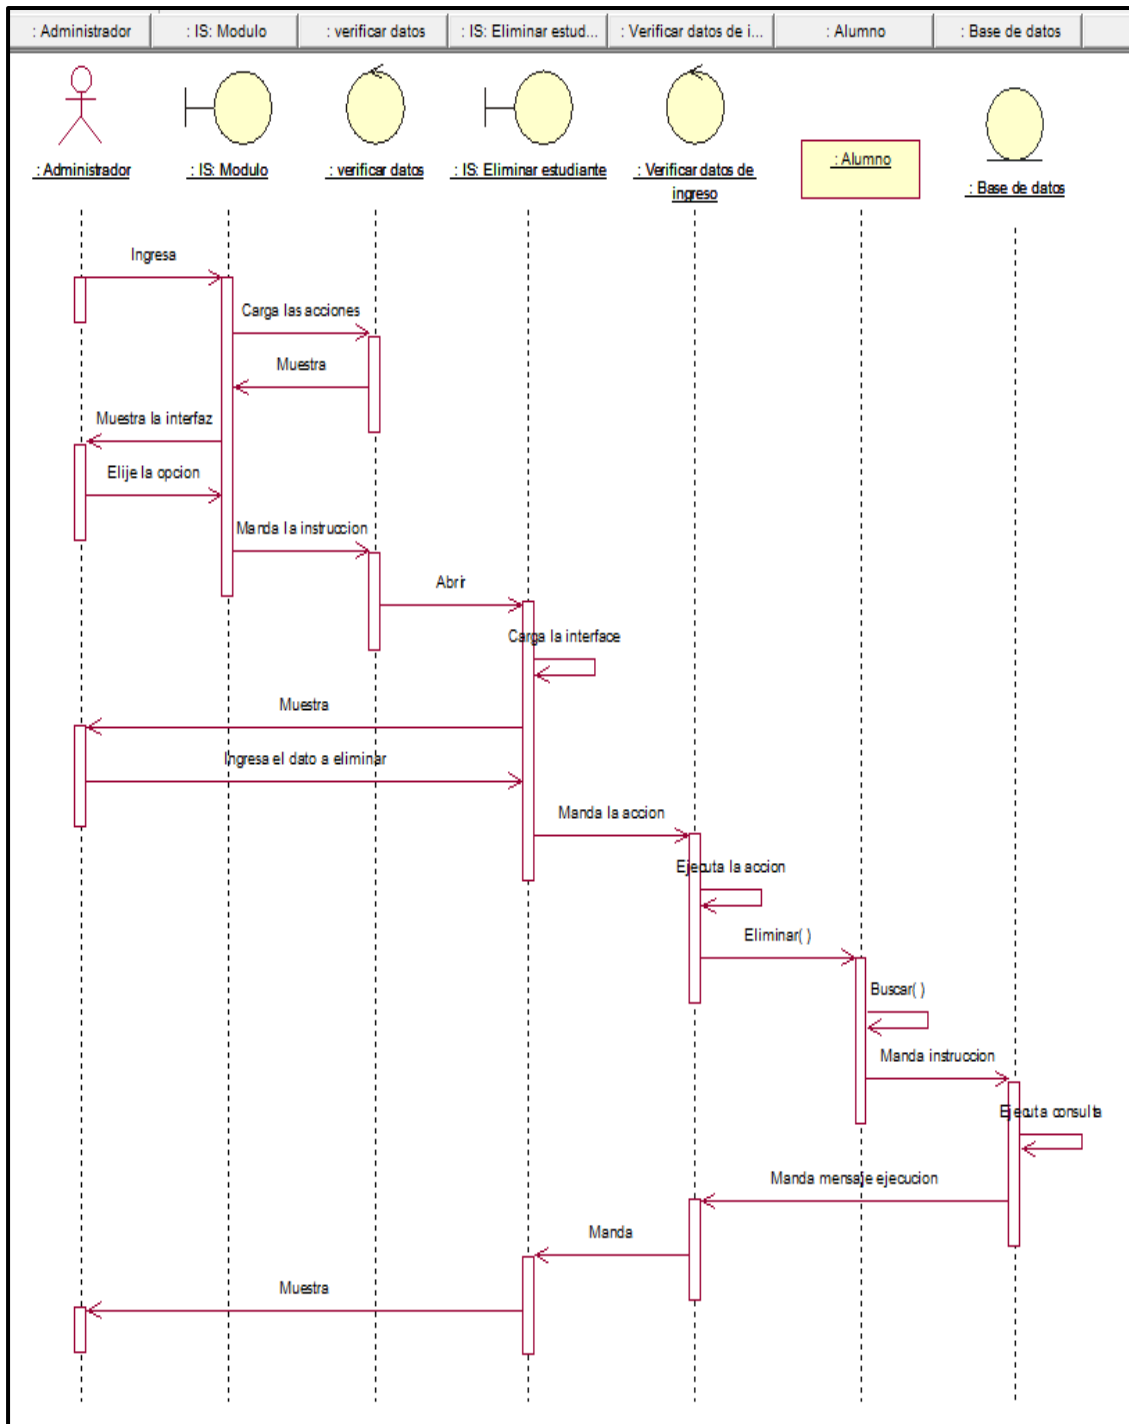 : Administrador
: IS: Modulo
: verificar datos
: IS: Eliminar estud...
: Verificar datos de i...
: Alumno
: Base de datos
: Administrador
: IS: Modulo
: verificar datos
: IS: Eliminar estudiante
: Verificar datos de
ingreso
: Alumno
: Base de datos
Ingresa
Carga las acciones
Muestra
Muestra la interfaz
Elije la opcion
Manda la instruccion
Abrir
Carga la interface
Muestra
Ingresa el dato a eliminar
Manda la accion
Ejecuta la accion
Eliminar( )
Buscar( )
Manda instruccion
Ejecuta consulta
Manda mensaje ejecucion
Manda
Muestra